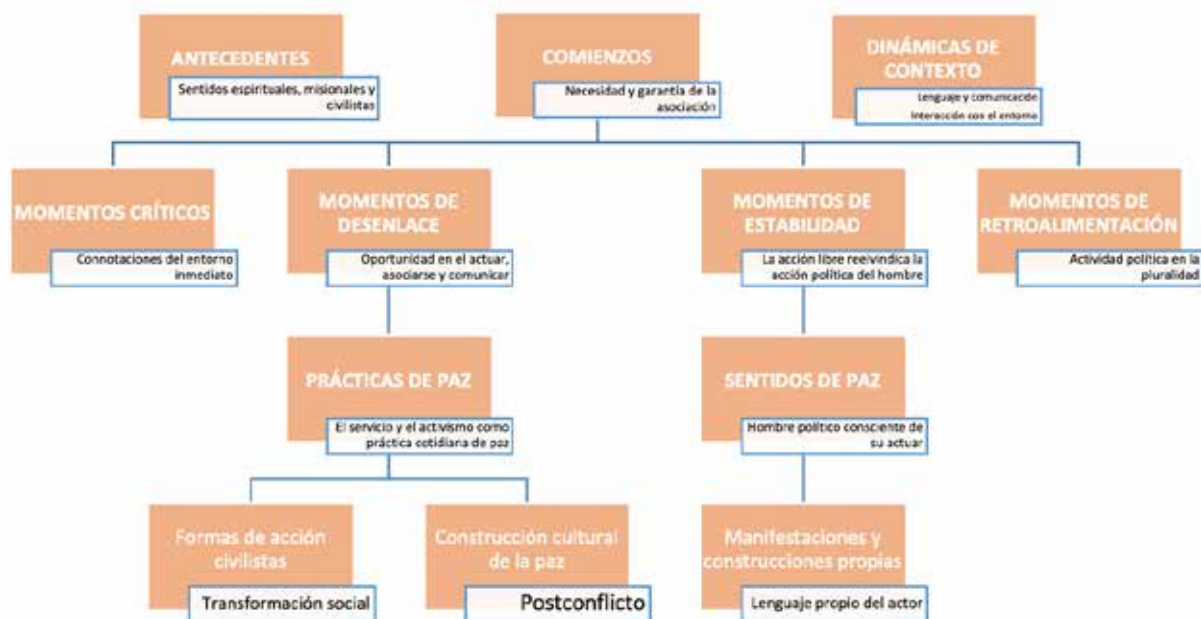 ANTECEDENTES
Sentidos espirituales, misionales y
civilistas
COMIENZOS
Necesidad y garantía de la
asociación
DINÁMICAS DE
CONTEXTO
Lenguaje y comunicación
Interacción con el entorno
MOMENTOS CRÍTICOS
Connotaciones del entorno
inmediato
MOMENTOS DE
DESENLACE
Oportunidad en el actuar,
asociarse y comunicar
MOMENTOS DE
ESTABILIDAD
La acción libre reeivindica la
acción política del hombre
MOMENTOS DE
RETROALIMENTACIÓN
Actividad política en la
pluralidad
PRÁCTICAS DE PAZ
El servicio y el activismo como
práctica cotidiana de paz
SENTIDOS DE PAZ
Hombre político consciente de
su actuar
Formas de acción
civilistas
Transformación social
Construcción cultural
de la paz
Postconflicto
Manifestaciones y
construcciones propias
Lenguaje propio del actor